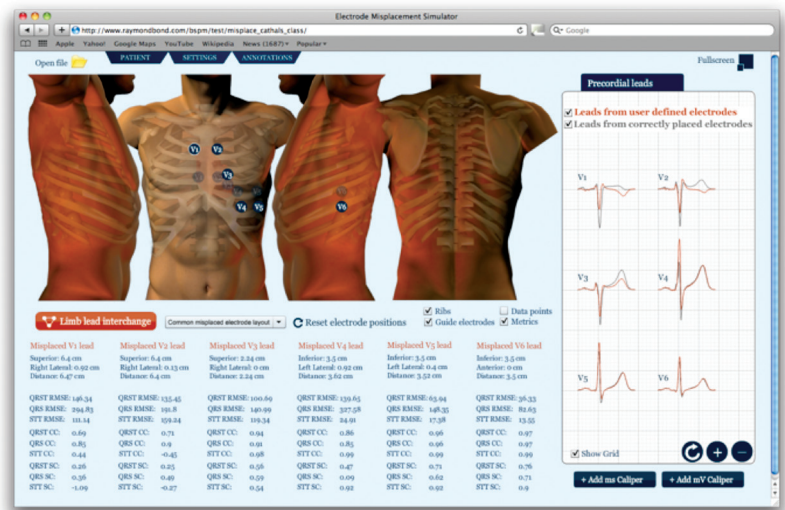 Electrode Misplacement Simulator
http://www.raymondbond.com/bspm/test/misplace_cathals_class/
Google
Apple Yahoo! Google Maps YouTube Wikipedia News (1687) Popular
Open file PATIENT SETTINGS ANNOTATIONS Fullscreen
Precordial leads
Leads from user defined electrodes
Leads from correctly placed electrodes
V1 V2
V3
V4 V5
V6
V1 V2
V3 V4
V5 V6
Show Grid
+ Add ms Caliper + Add mV Caliper
Limb lead interchange Common misplaced electrode layout Reset electrode positions
Ribs Data points
Guide electrodes Metrics
Misplaced V1 lead
Superior: 6.4 cm
Right Lateral: 0.92 cm
Distance: 6.47 cm
QRST RMSE: 146.34
QRS RMSE: 294.83
STT RMSE: 111.14
QRST CC: 0.69
QRS CC: 0.85
STT CC: 0.44
QRST SC: 0.26
QRS SC: 0.36
STT SC: -1.09
Misplaced V2 lead
Superior: 6.4 cm
Right Lateral: 0.13 cm
Distance: 6.4 cm
QRST RMSE: 135.45
QRS RMSE: 191.8
STT RMSE: 159.24
QRST CC: 0.71
QRS CC: 0.9
STT CC: -0.45
QRST SC: 0.25
QRS SC: 0.49
STT SC: -0.27
Misplaced V3 lead
Superior: 2.24 cm
Right Lateral: 0 cm
Distance: 2.24 cm
QRST RMSE: 100.69
QRS RMSE: 140.99
STT RMSE: 119.34
QRST CC: 0.94
QRS CC: 0.91
STT CC: 0.98
QRST SC: 0.56
QRS SC: 0.59
STT SC: 0.54
Misplaced V4 lead
Inferior: 3.5 cm
Left Lateral: 0.92 cm
Distance: 3.62 cm
QRST RMSE: 139.65
QRS RMSE: 327.58
STT RMSE: 24.91
QRST CC: 0.86
QRS CC: 0.85
STT CC: 0.99
QRST SC: 0.47
QRS SC: 0.09
STT SC: 0.92
Misplaced V5 lead
Inferior: 3.5 cm
Left Lateral: 0.4 cm
Distance: 3.52 cm
QRST RMSE: 63.94
QRS RMSE: 148.35
STT RMSE: 17.38
QRST CC: 0.96
QRS CC: 0.96
STT CC: 0.99
QRST SC: 0.71
QRS SC: 0.62
STT SC: 0.92
Misplaced V6 lead
Inferior: 3.5 cm
Anterior: 0 cm
Distance: 3.5 cm
QRST RMSE: 36.33
QRS RMSE: 82.63
STT RMSE: 13.55
QRST CC: 0.97
QRS CC: 0.97
STT CC: 0.99
QRST SC: 0.76
QRS SC: 0.71
STT SC: 0.9